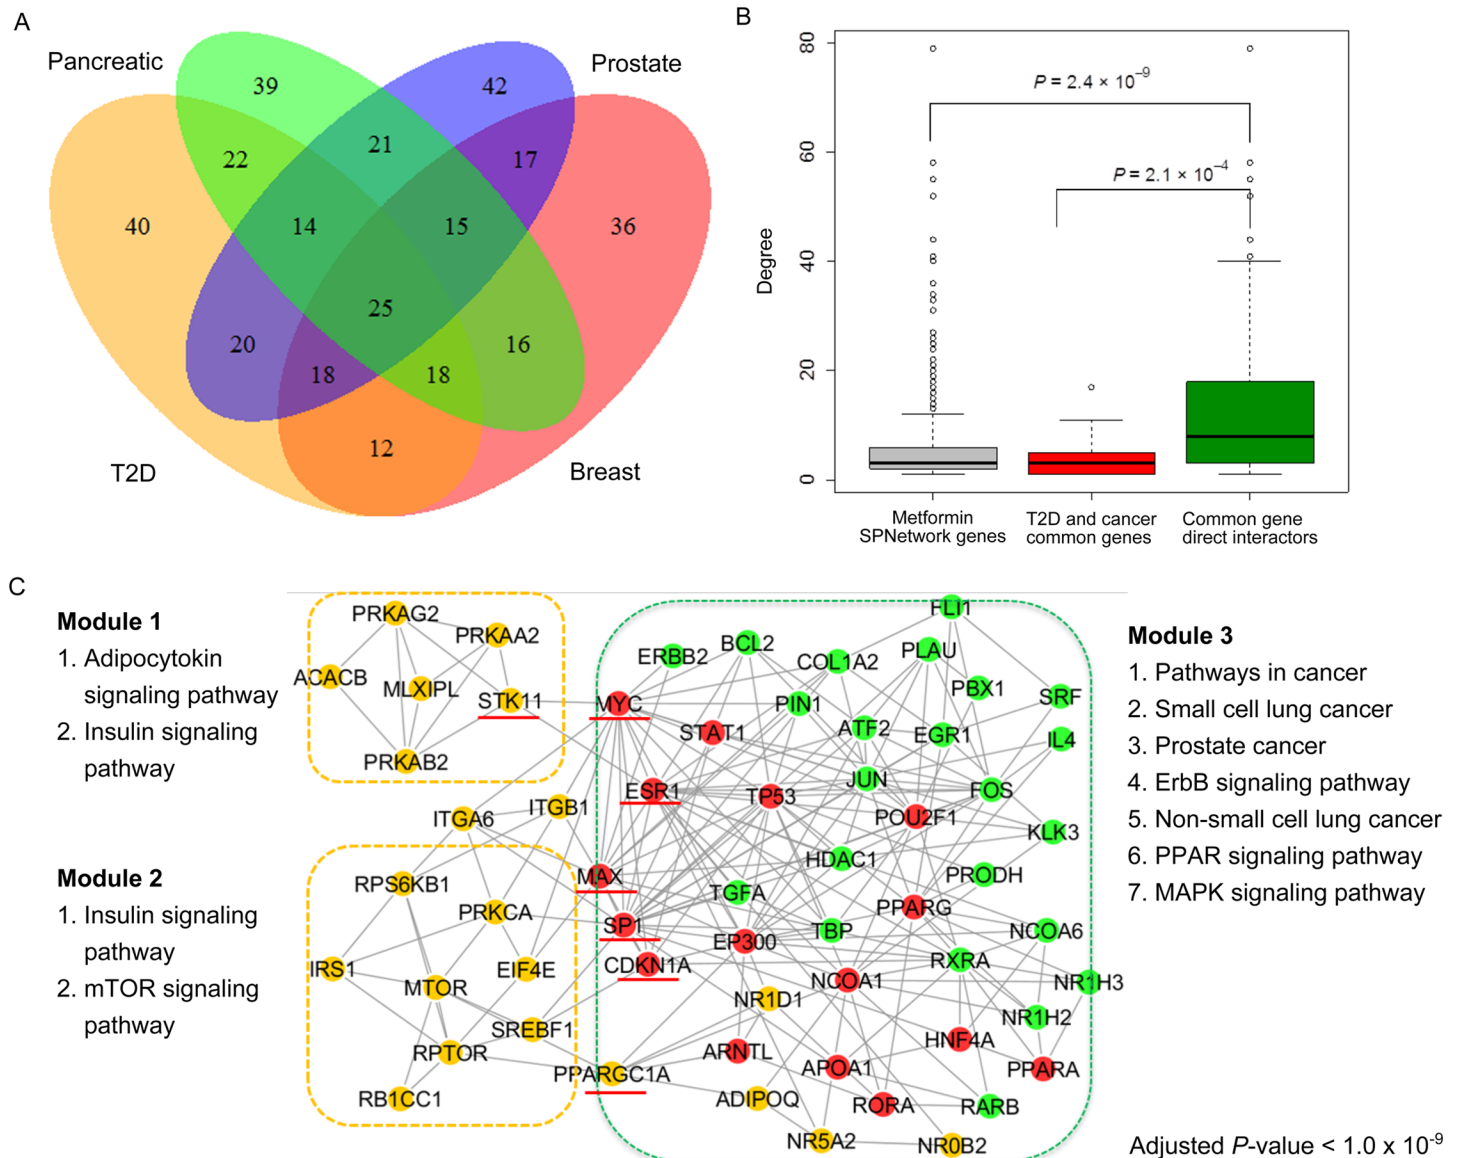 A
Pancreatic
Prostate
T2D
Breast
39
42
22
21
17
40
14
15
36
25
20
18
18
16
12
B
Degree
80
60
40
20
0
P = 2.4 × 10–9
P = 2.1 × 10–4
Metformin
SPNetwork genes
T2D and cancer
common genes
Common gene
direct interactors
C
Module 1
1. Adipocytokin
signaling pathway
2. Insulin signaling
pathway
Module 2
1. Insulin signaling
pathway
2. mTOR signaling
pathway
PRKAG2
PRKAA2
ACACB
MLXIPL
STK11
PRKAB2
ITGA6
ITGB1
RPS6KB1
PRKCA
IRS1
MTOR
EIF4E
SREBF1
RPTOR
RB1CC1
PPARGC1A
FLI1
ERBB2
BCL2
COL1A2
PLAU
PBX1
SRF
MYC
PIN1
STAT1
ATF2
EGR1
IL4
ESR1
TP53
JUN
FOS
POU2F1
KLK3
HDAC1
MAX
TGFA
PRODH
PPARG
SP1
EP300
TBP
NCOA6
CDKN1A
NCOA1
RXRA
NR1H3
NR1D1
NR1H2
HNF4A
ARNTL
APOA1
PPARA
ADIPOQ
RORA
RARB
NR5A2
NR0B2
Module 3
1. Pathways in cancer
2. Small cell lung cancer
3. Prostate cancer
4. ErbB signaling pathway
5. Non-small cell lung cancer
6. PPAR signaling pathway
7. MAPK signaling pathway
Adjusted P-value < 1.0 x 10-9